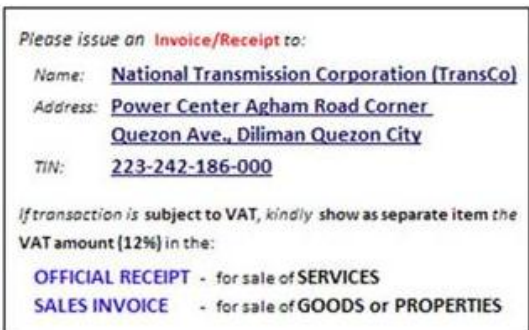 Please issue an Invoice/Receipt to:
Name: National Transmission Corporation (TransCo)
Address: Power Center Agham Road Corner
Quezon Ave., Diliman Quezon City
TIN: 223-242-186-000
If transaction is subject to VAT, kindly show as separate item the
VAT amount (12%) in the:
OFFICIAL RECEIPT - for sale of SERVICES
SALES INVOICE - for sale of GOODS or PROPERTIES